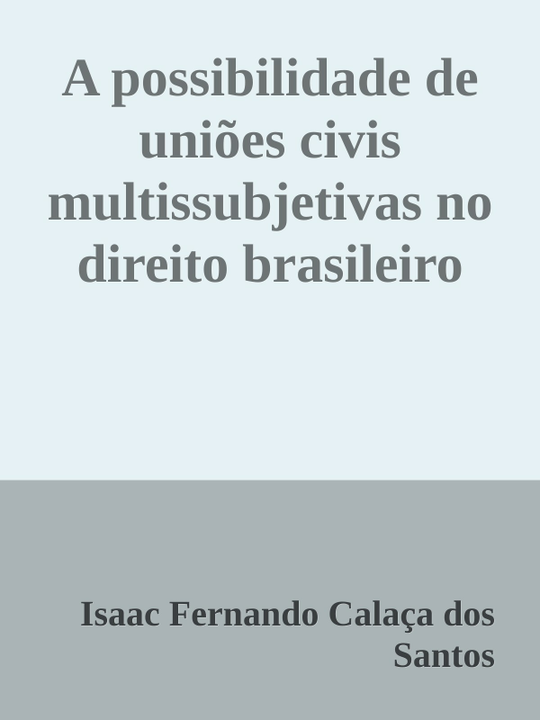 A possibilidade de
uniões civis
multissubjetivas no
direito brasileiro
Isaac Fernando Calaça dos
Santos